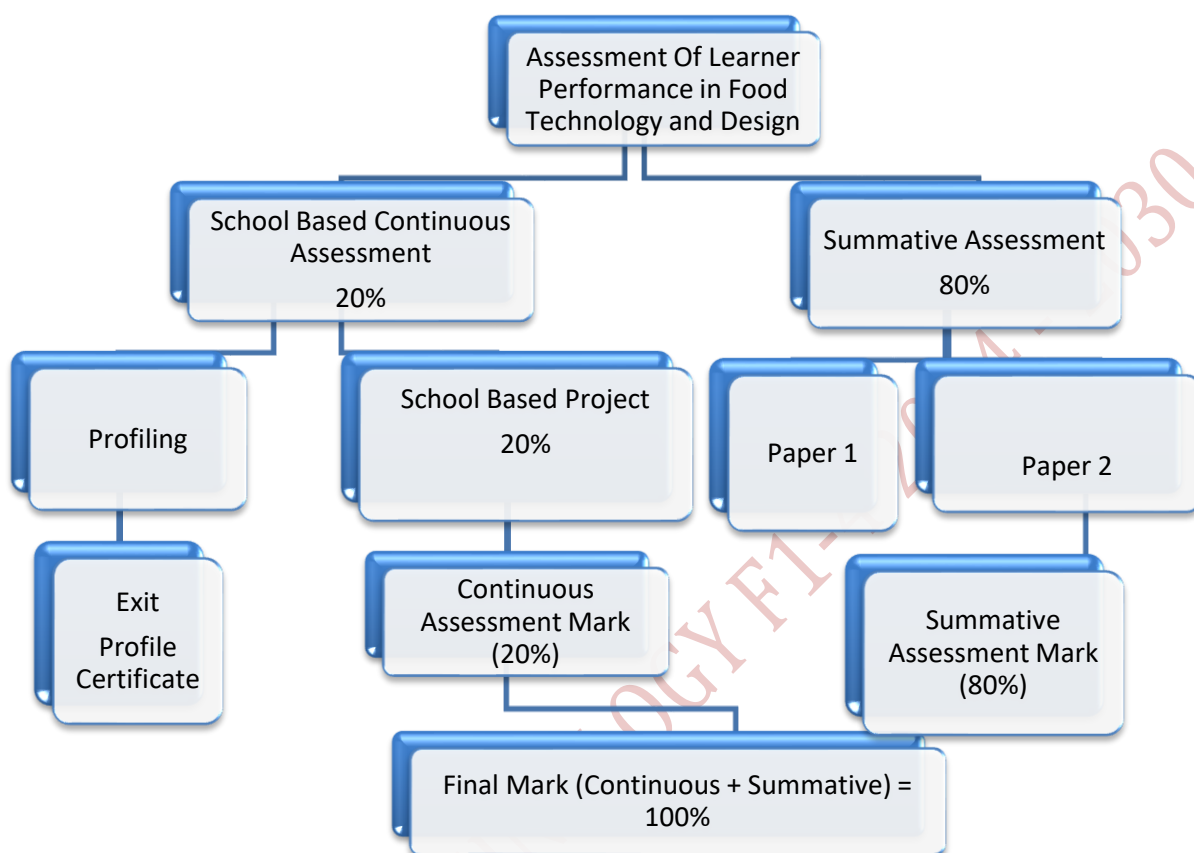 Assessment Of Learner
Performance in Food
Technology and Design
School Based Continuous
Assessment
20%
Summative Assessment
80%
Profiling
School Based Project
20%
Paper 1
Paper 2
Exit
Profile
Certificate
Continuous
Assessment Mark
(20%)
Summative
Assessment Mark
(80%)
Final Mark (Continuous + Summative) =
100%
OGY F1-